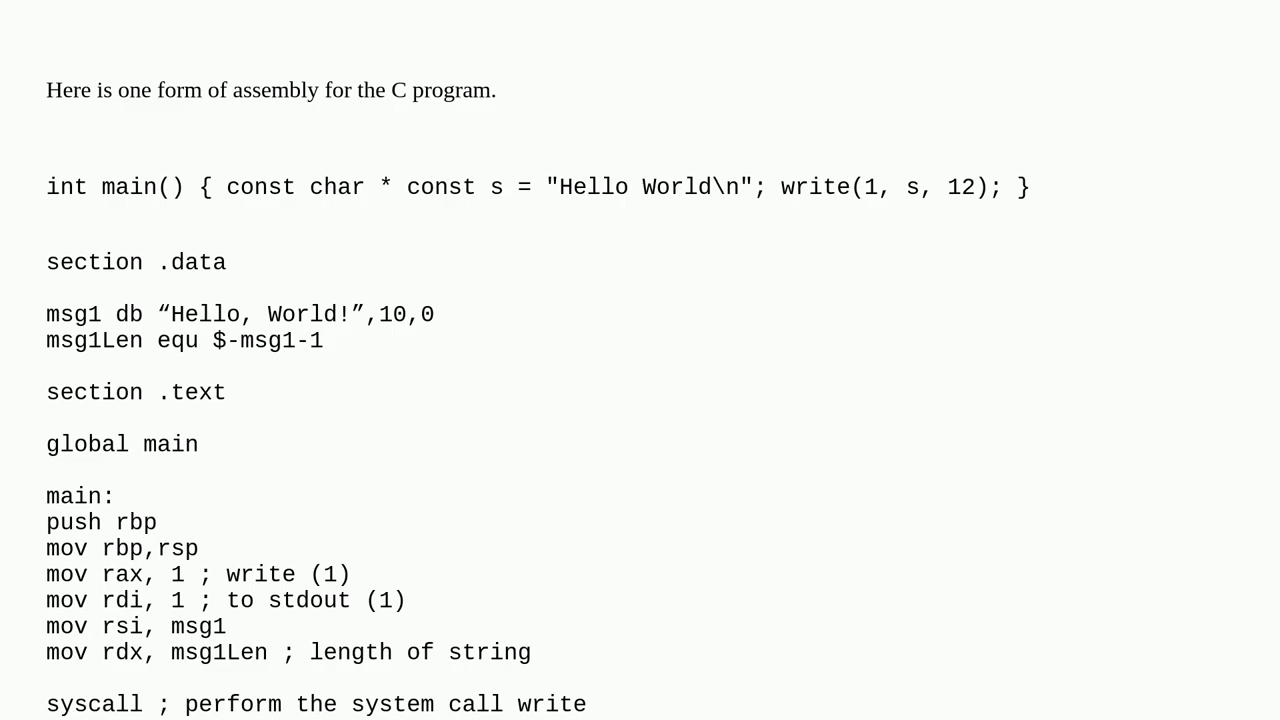 Here is one form of assembly for the C program.
int main() { const char * const s = "Hello World\n"; write(1, s, 12); }
section .data
msg1 db “Hello, World!”,10,0
msg1Len equ $-msg1-1
section .text
global main
main:
push rbp
mov rbp,rsp
mov rax, 1 ; write (1)
mov rdi, 1 ; to stdout (1)
mov rsi, msg1
mov rdx, msg1Len ; length of string
syscall ; perform the system call write